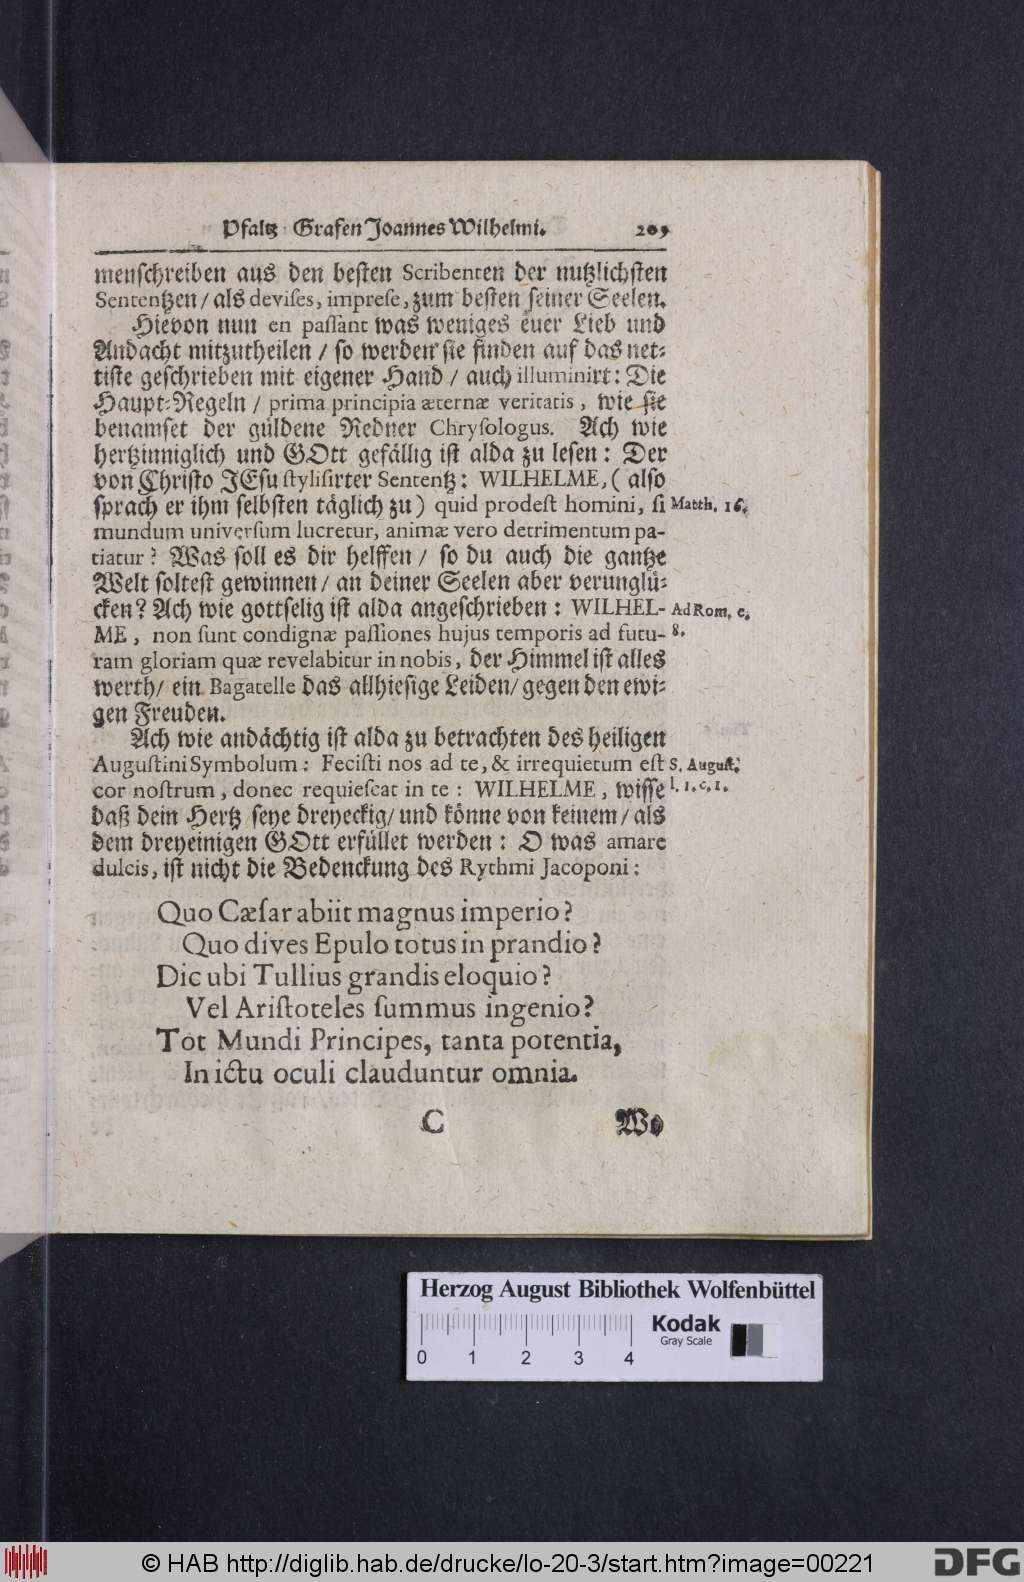 Pfaltz-Grafen Joannes Wilhelmi. 209
menschreiben aus den besten Scribenten der nutzlichsten
Sententzen / als devises, imprese, zum besten seiner Seelen.
Hievon nun en passant was weniges euer Lieb und
Andacht mitzutheilen / so werden sie finden auf das net-
tiste geschrieben mit eigener Hand / auch illuminirt: Die
Haupt-Regeln / prima principia æternæ veritatis, wie sie
benamset der güldene Redner Chrysologus. Ach wie
hertzinniglich und GOtt gefällig ist alda zu lesen: Der
von Christo JEsu stylisirter Sententz: WILHELME, (also
sprach er ihm selbsten täglich zu) quid prodest homini, si Matth. 16.
mundum universum lucretur, animæ vero detrimentum pa-
tiatur? Was soll es dir helffen / so du auch die gantze
Welt soltest gewinnen / an deiner Seelen aber verunglü-
cken? Ach wie gottselig ist alda angeschrieben: WILHEL- Ad Rom. c.
ME, non sunt condignæ passiones hujus temporis ad futu- 8.
ram gloriam quæ revelabitur in nobis, der Himmel ist alles
werth / ein Bagatelle das allhiesige Leiden / gegen den ewi-
gen Freuden.
Ach wie andächtig ist alda zu betrachten des heiligen
Augustini Symbolum: Fecisti nos ad te, & irrequietum est S. August.
cor nostrum, donec requiescat in te: WILHELME, wisse l. 1. c. 1.
daß dein Hertz seye dreyeckig / und könne von keinem / als
dem dreyeinigen GOtt erfüllet werden: O was amare
dulcis, ist nicht die Bedenckung des Rythmi Jacoponi:
Quo Cæsar abiit magnus imperio?
Quo dives Epulo totus in prandio?
Dic ubi Tullius grandis eloquio?
Vel Aristoteles summus ingenio?
Tot Mundi Principes, tanta potentia,
In ictu oculi clauduntur omnia.
C Wo
Herzog August Bibliothek Wolfenbüttel
Kodak
Gray Scale
0 1 2 3 4
© HAB http://diglib.hab.de/drucke/lo-20-3/start.htm?image=00221
DFG